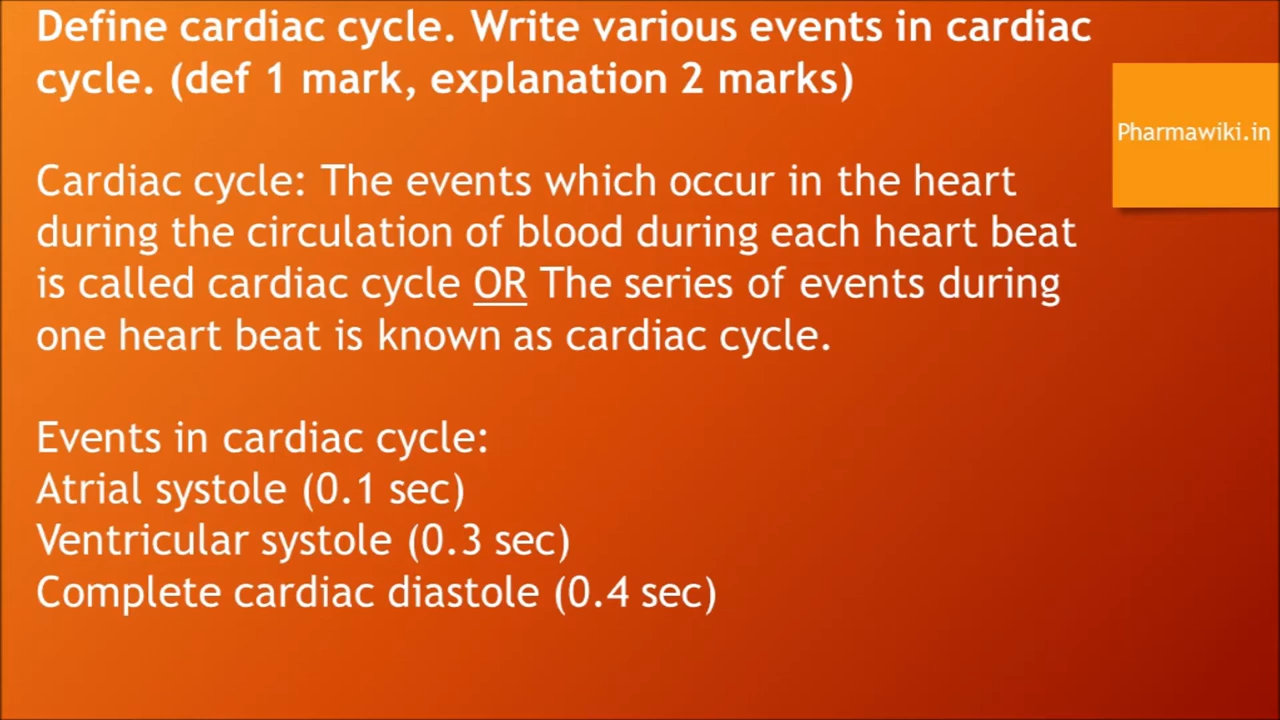 Define cardiac cycle. Write various events in cardiac
cycle. (def 1 mark, explanation 2 marks)
Pharmawiki.in
Cardiac cycle: The events which occur in the heart
during the circulation of blood during each heart beat
is called cardiac cycle OR The series of events during
one heart beat is known as cardiac cycle.
Events in cardiac cycle:
Atrial systole (0.1 sec)
Ventricular systole (0.3 sec)
Complete cardiac diastole (0.4 sec)